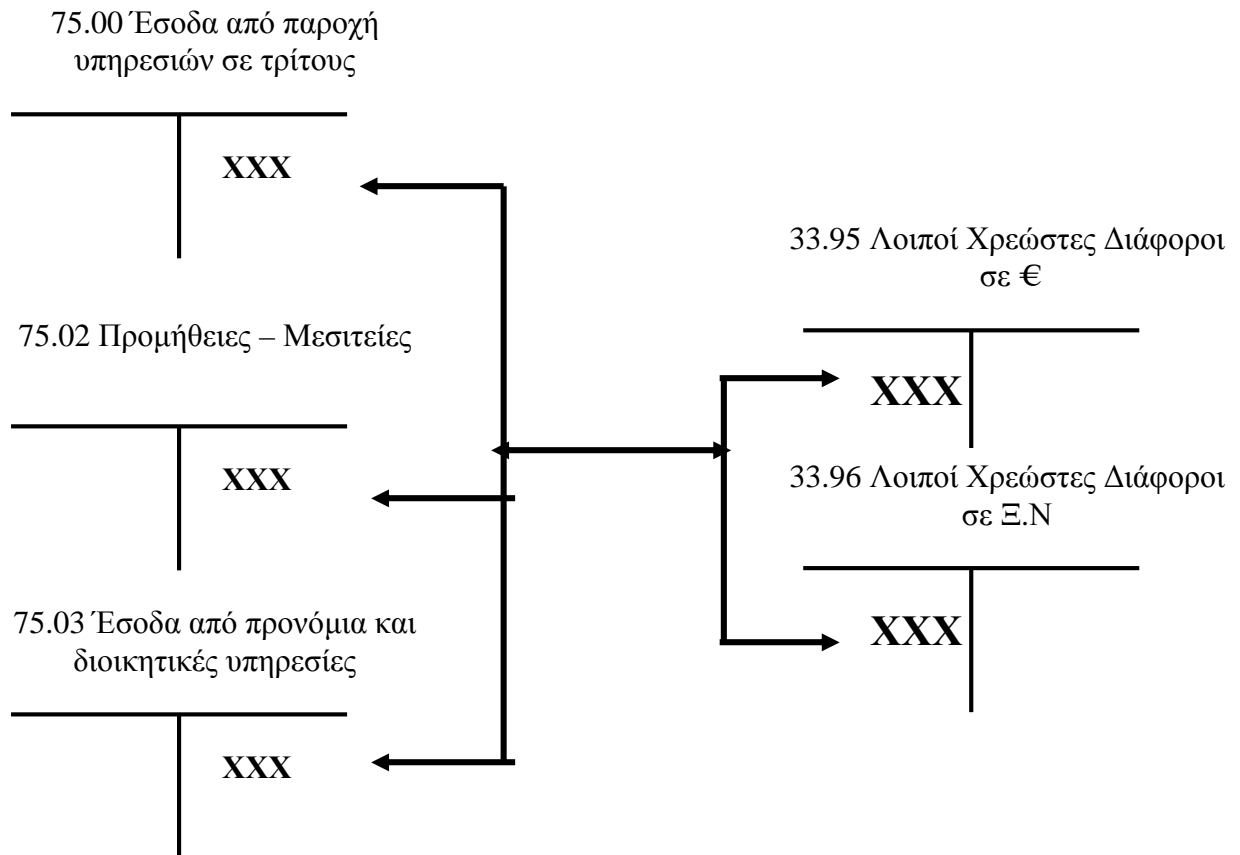 75.00 Έσοδα από παροχή
υπηρεσιών σε τρίτους
XXX
75.02 Προμήθειες – Μεσιτείες
XXX
75.03 Έσοδα από προνόμια και
διοικητικές υπηρεσίες
XXX
33.95 Λοιποί Χρεώστες Διάφοροι
σε €
XXX
33.96 Λοιποί Χρεώστες Διάφοροι
σε Ξ.Ν
XXX